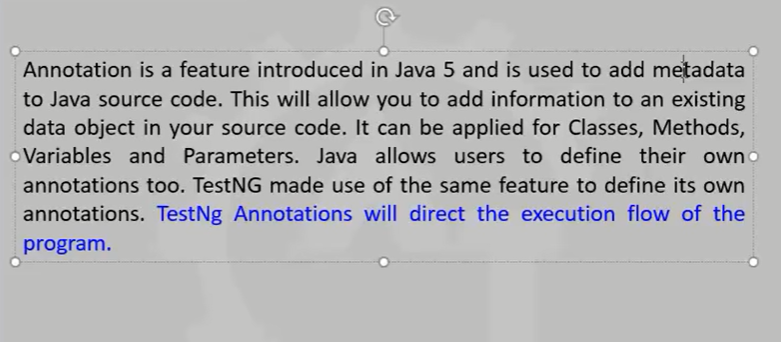 Annotation is a feature introduced in Java 5 and is used to add metadata
to Java source code. This will allow you to add information to an existing
data object in your source code. It can be applied for Classes, Methods,
Variables and Parameters. Java allows users to define their own
annotations too. TestNG made use of the same feature to define its own
annotations. TestNg Annotations will direct the execution flow of the
program.